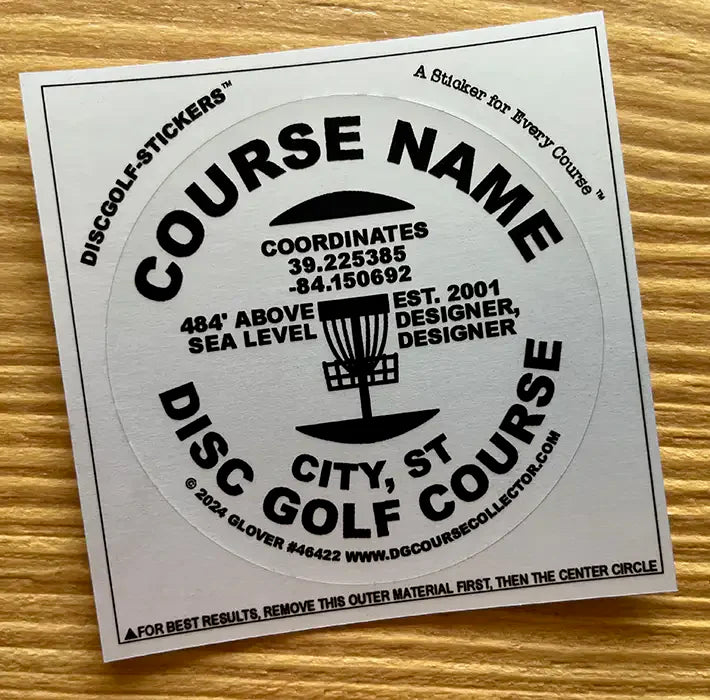 DISCGOLF-STICKERS™
A Sticker for Every Course ™
COURSE NAME
COORDINATES
39.225385
-84.150692
484' ABOVE
SEA LEVEL
EST. 2001
DESIGNER,
DESIGNER
CITY, ST
DISC GOLF COURSE
© 2024 GLOVER #46422 WWW.DGCOURSECOLLECTOR.COM
▲FOR BEST RESULTS, REMOVE THIS OUTER MATERIAL FIRST, THEN THE CENTER CIRCLE